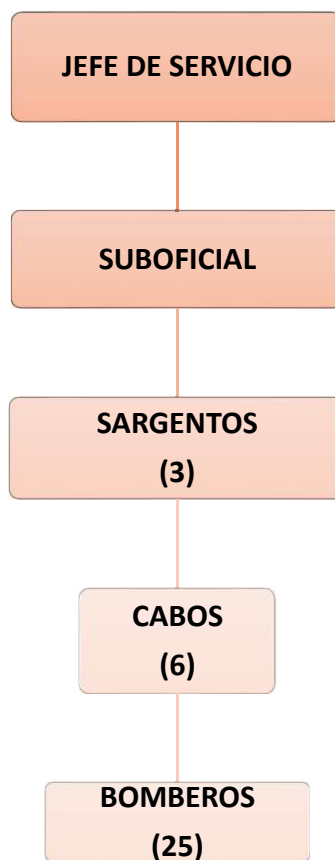 JEFE DE SERVICIO
SUBOFICIAL
SARGENTOS
(3)
CABOS
(6)
BOMBEROS
(25)